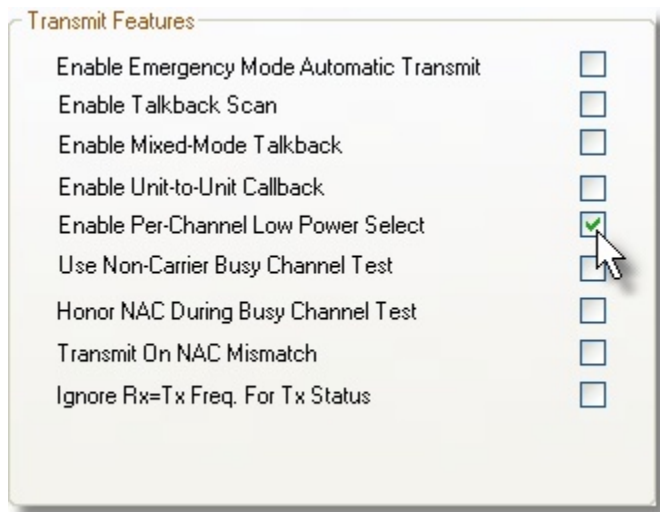 Transmit Features
Enable Emergency Mode Automatic Transmit
Enable Talkback Scan
Enable Mixed-Mode Talkback
Enable Unit-to-Unit Callback
Enable Per-Channel Low Power Select
Use Non-Carrier Busy Channel Test
Honor NAC During Busy Channel Test
Transmit On NAC Mismatch
Ignore Rx=Tx Freq. For Tx Status